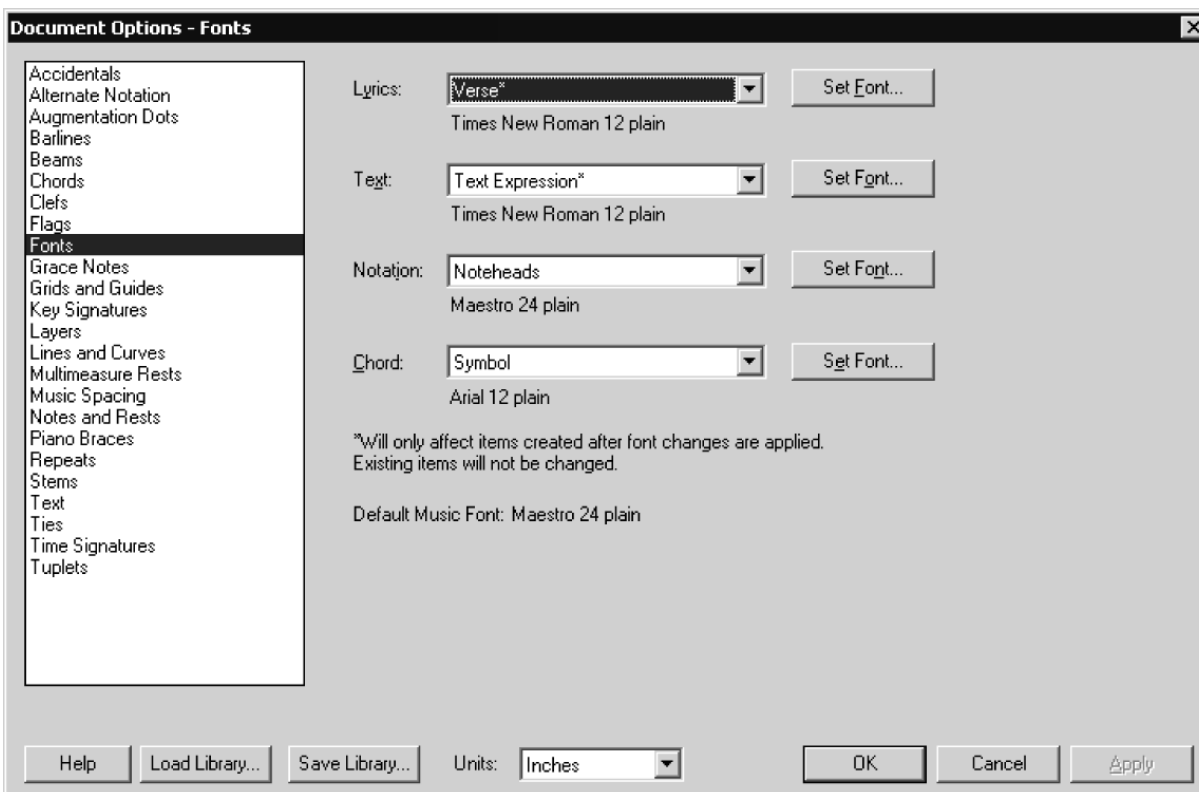 Document Options - Fonts
Accidentals
Alternate Notation
Augmentation Dots
Barlines
Beams
Chords
Clefs
Flags
Fonts
Grace Notes
Grids and Guides
Key Signatures
Layers
Lines and Curves
Multimeasure Rests
Music Spacing
Notes and Rests
Piano Braces
Repeats
Stems
Text
Ties
Time Signatures
Tuplets
Lyrics: Verse* Set Font...
Times New Roman 12 plain
Text: Text Expression* Set Font...
Times New Roman 12 plain
Notation: Noteheads Set Font...
Maestro 24 plain
Chord: Symbol Set Font...
Arial 12 plain
*Will only affect items created after font changes are applied.
Existing items will not be changed.
Default Music Font: Maestro 24 plain
Help Load Library... Save Library... Units: Inches OK Cancel Apply